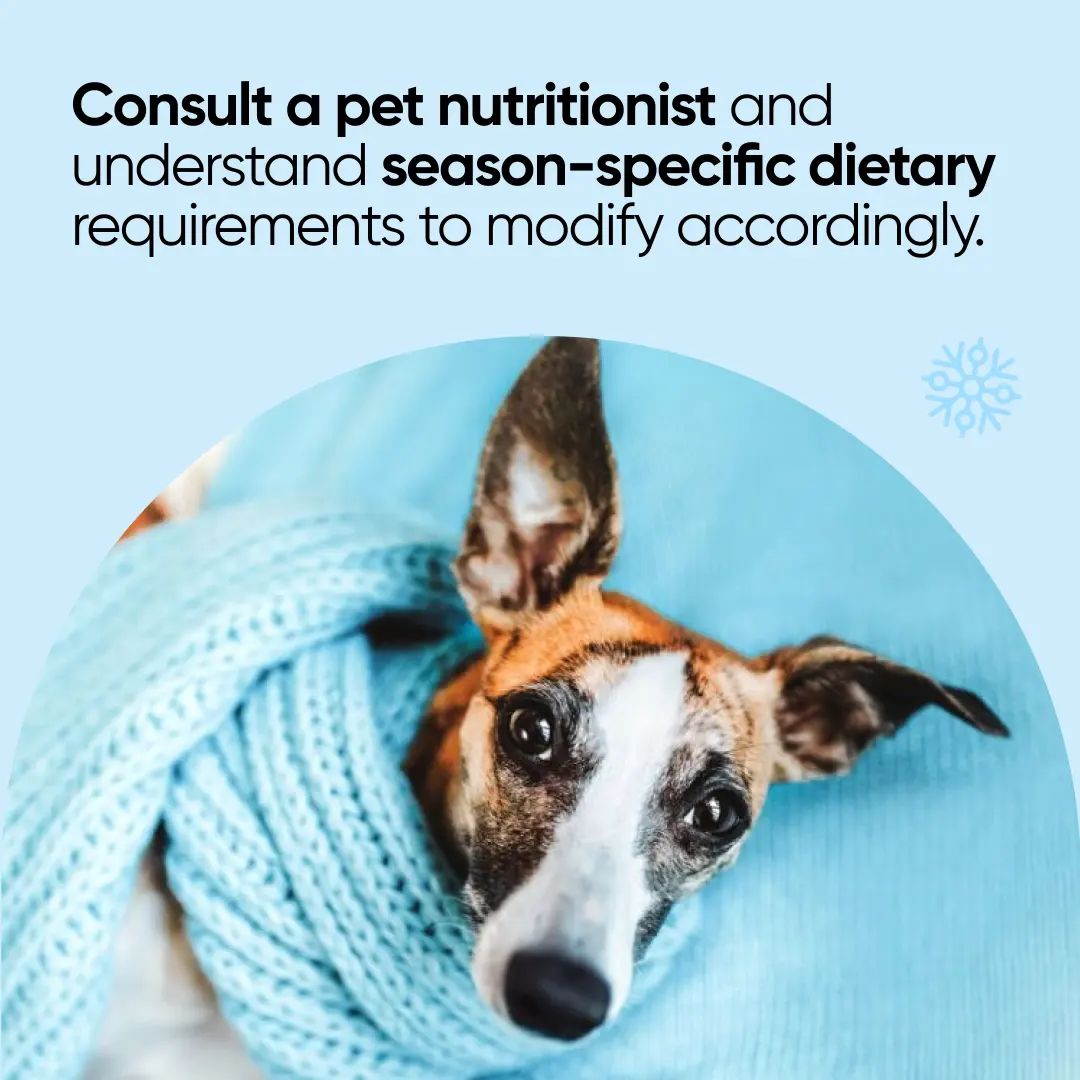 Consult a pet nutritionist and
understand season-specific dietary
requirements to modify accordingly.